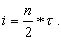 i = n/2 * τ .